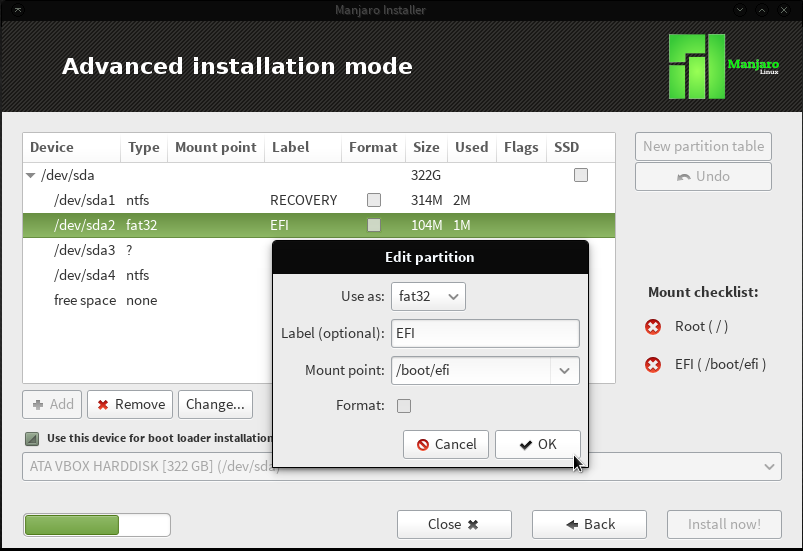 Manjaro Installer
Advanced installation mode
Manjaro
Linux
Device Type Mount point Label Format Size Used Flags SSD
/dev/sda 322G
/dev/sda1 ntfs RECOVERY 314M 2M
/dev/sda2 fat32 EFI 104M 1M
/dev/sda3 ?
/dev/sda4 ntfs
free space none
New partition table
Undo
Edit partition
Use as: fat32
Label (optional): EFI
Mount point: /boot/efi
Format:
Cancel OK
Mount checklist:
Root ( / )
EFI ( /boot/efi )
Add Remove Change...
Use this device for boot loader installation
ATA VBOX HARDDISK [322 GB] (/dev/sda)
Close Back Install now!